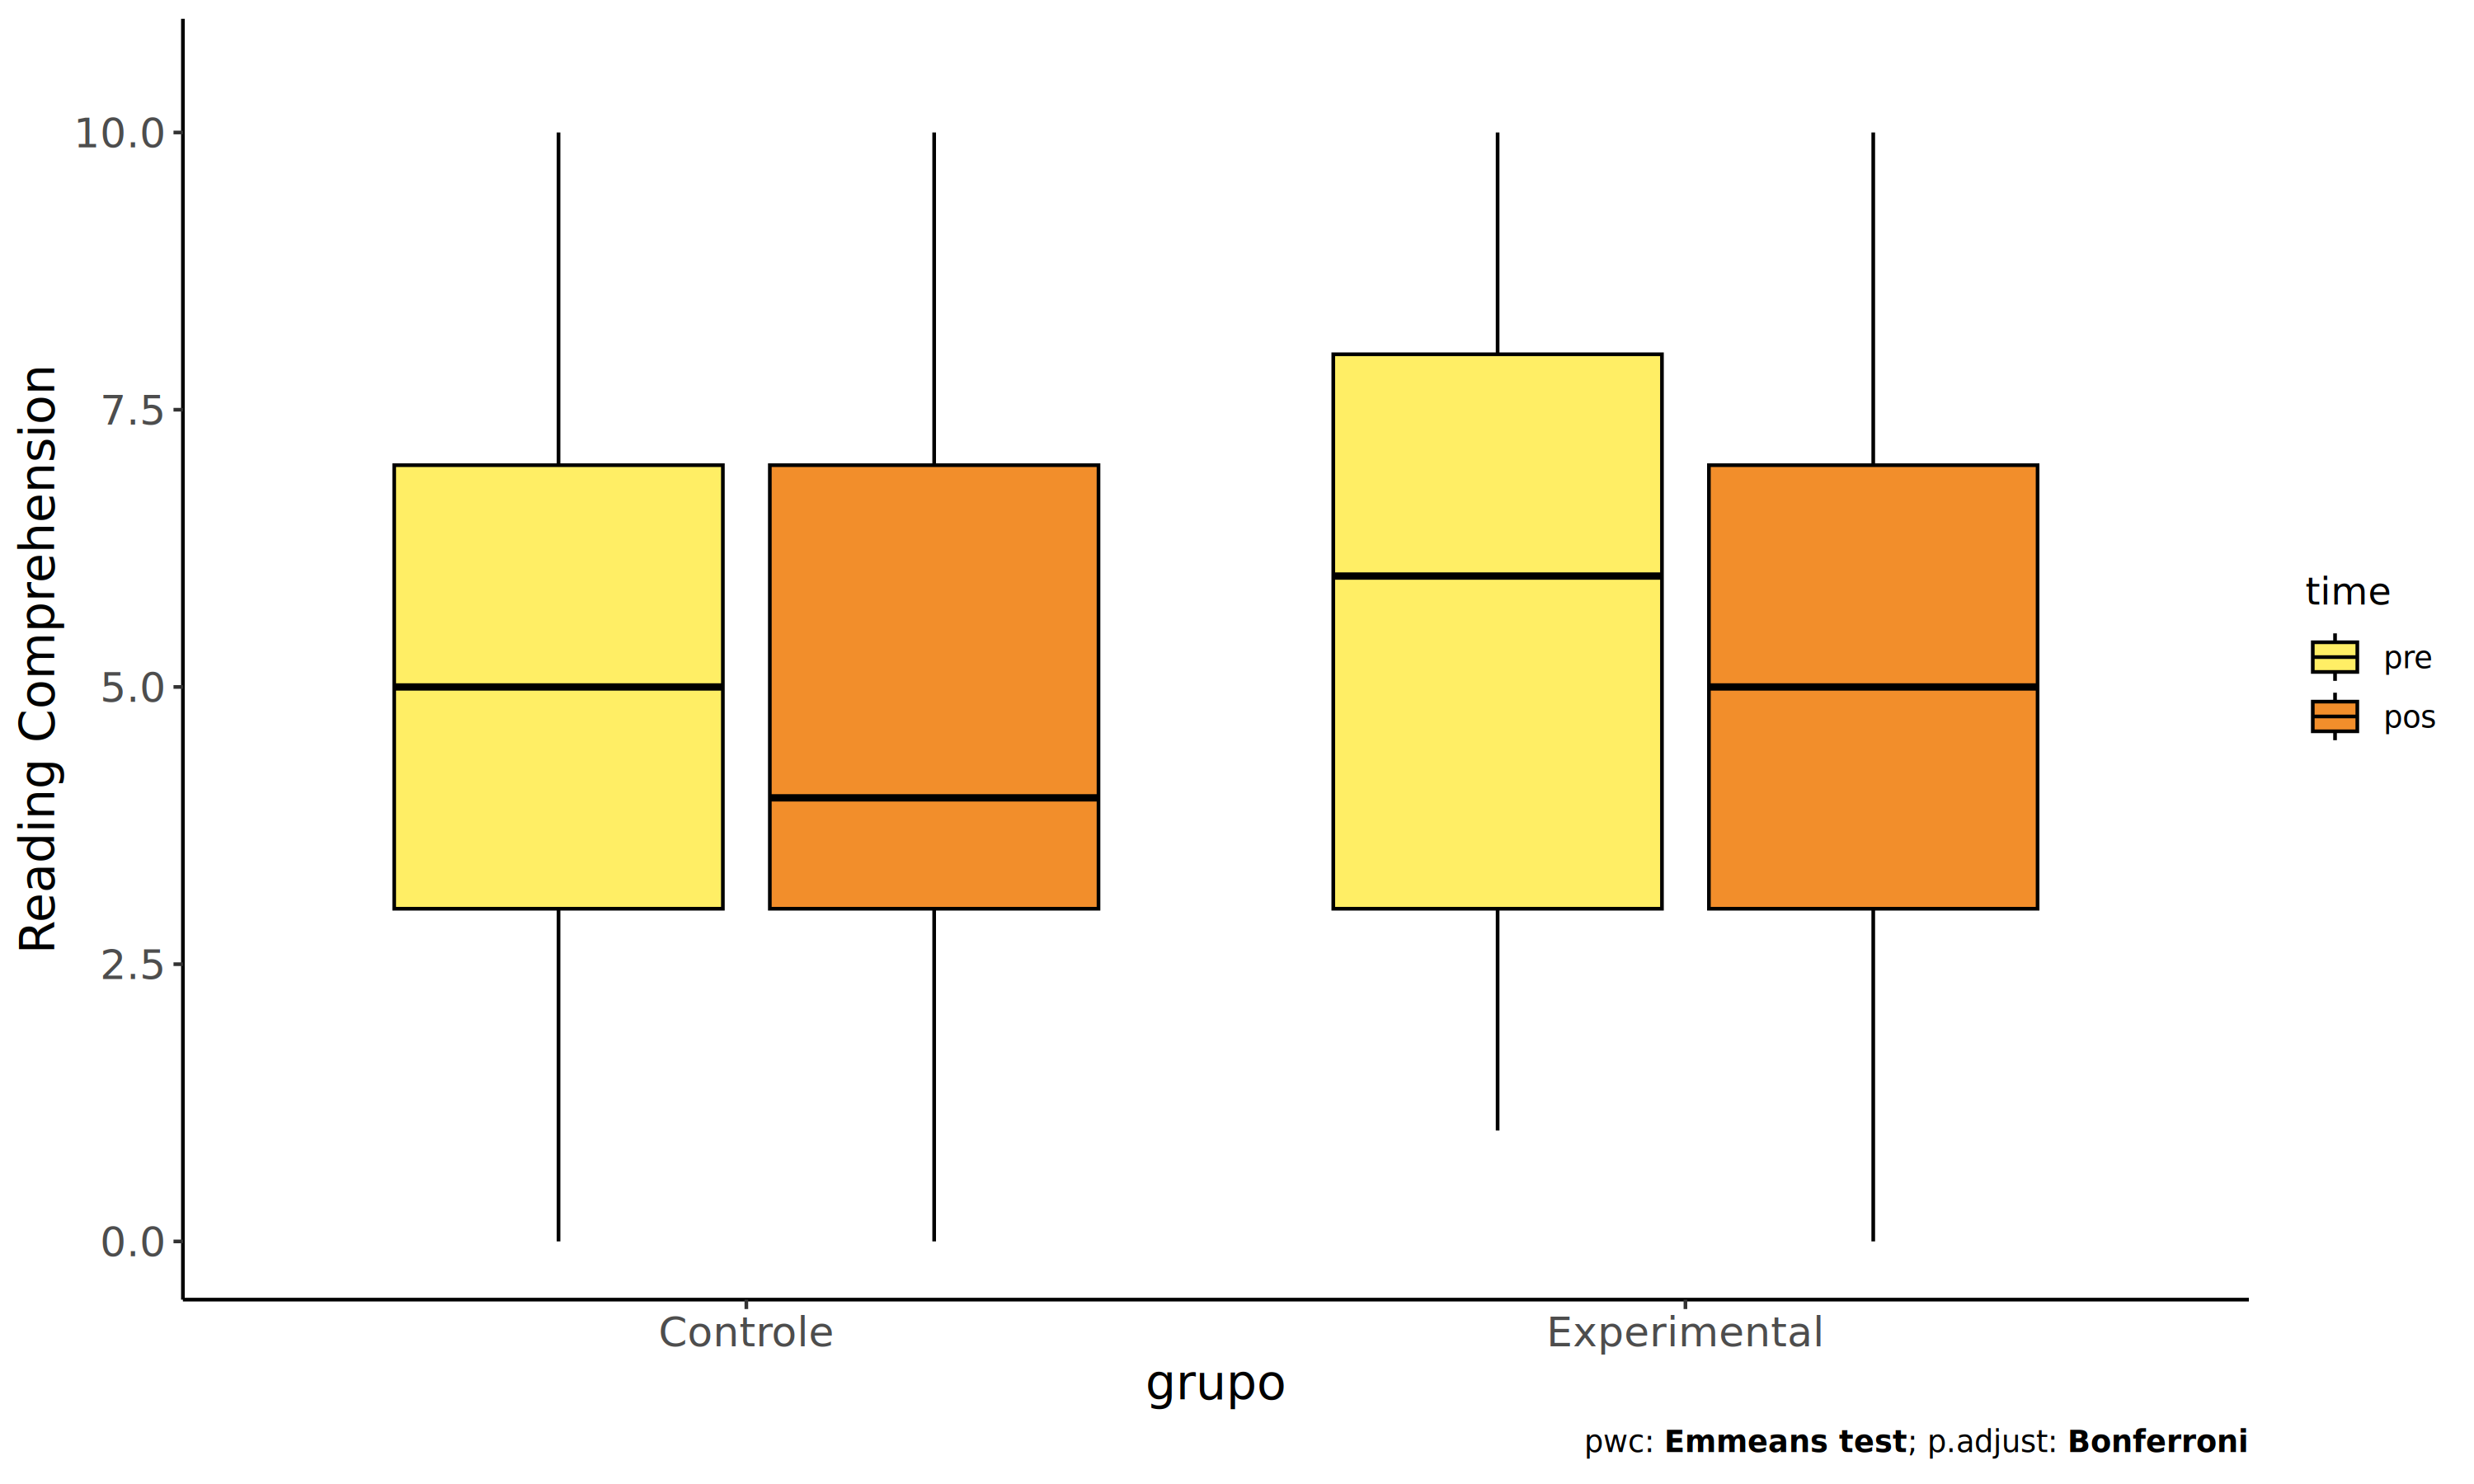 Reading Comprehension
10.0
7.5
5.0
2.5
0.0
Controle
Experimental
grupo
time
pre
pos
pwc: Emmeans test; p.adjust: Bonferroni